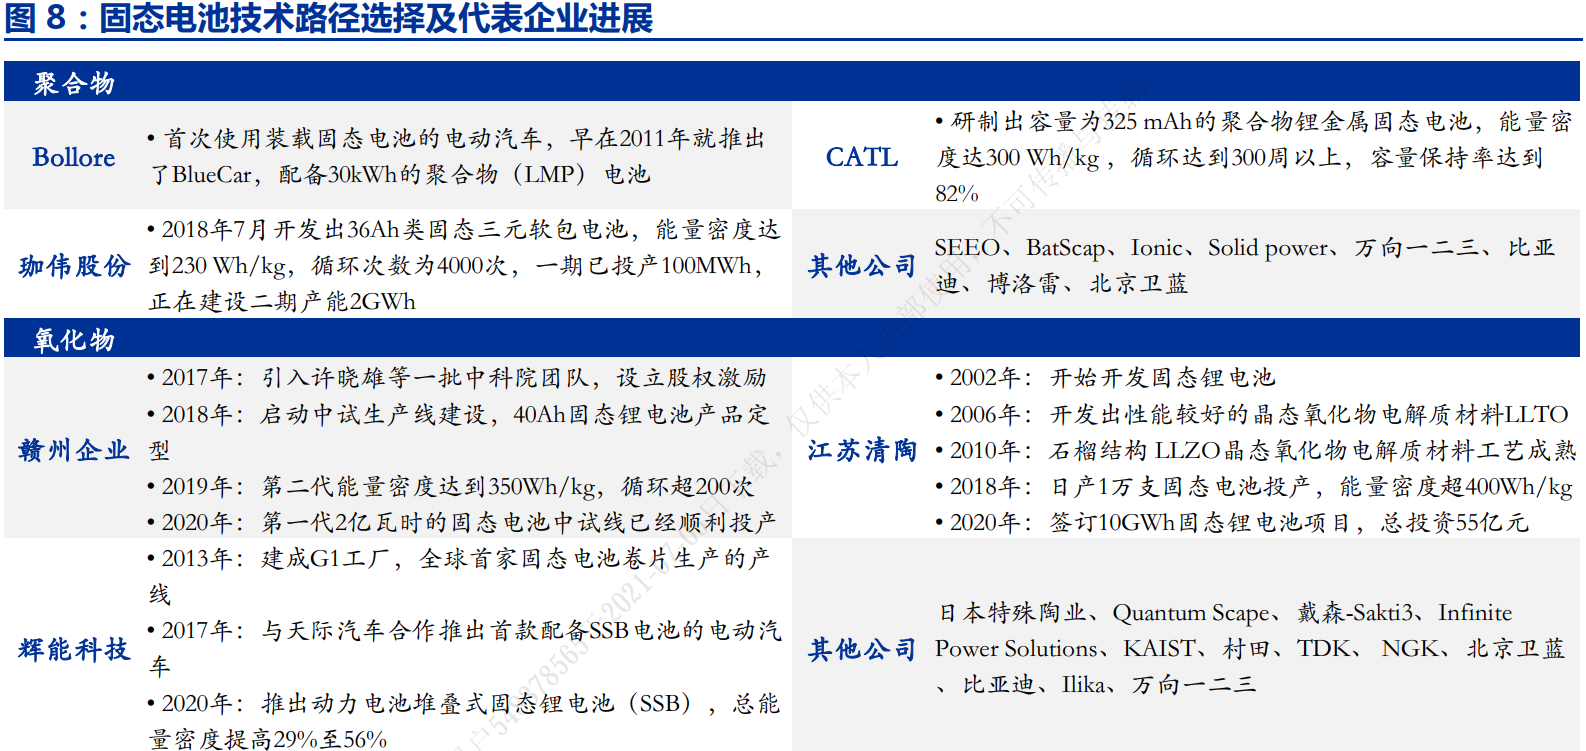 图 8：固态电池技术路径选择及代表企业进展
聚合物
Bollore
• 首次使用装载固态电池的电动汽车，早在2011年就推出
了BlueCar，配备30kWh的聚合物（LMP）电池
CATL
• 研制出容量为325 mAh的聚合物锂金属固态电池，能量密
度达300 Wh/kg ，循环达到300周以上，容量保持率达到
82%
珈伟股份
• 2018年7月开发出36Ah类固态三元软包电池，能量密度达
到230 Wh/kg，循环次数为4000次，一期已投产100MWh，
正在建设二期产能2GWh
其他公司
SEEO、BatScap、Ionic、Solid power、万向一二三、比亚
迪、博洛雷、北京卫蓝
氧化物
赣州企业
• 2017年：引入许晓雄等一批中科院团队，设立股权激励
• 2018年：启动中试生产线建设，40Ah固态锂电池产品定
型
• 2019年：第二代能量密度达到350Wh/kg，循环超200次
• 2020年：第一代2亿瓦时的固态电池中试线已经顺利投产
江苏清陶
• 2002年：开始开发固态锂电池
• 2006年：开发出性能较好的晶态氧化物电解质材料LLTO
• 2010年：石榴结构 LLZO晶态氧化物电解质材料工艺成熟
• 2018年：日产1万支固态电池投产，能量密度超400Wh/kg
• 2020年：签订10GWh固态锂电池项目，总投资55亿元
辉能科技
• 2013年：建成G1工厂，全球首家固态电池卷片生产的产
线
• 2017年：与天际汽车合作推出首款配备SSB电池的电动汽
车
• 2020年：推出动力电池堆叠式固态锂电池（SSB），总能
量密度提高29%至56%
其他公司
日本特殊陶业、Quantum Scape、戴森-Sakti3、Infinite
Power Solutions、KAIST、村田、TDK、 NGK、北京卫蓝
、比亚迪、Ilika、万向一二三